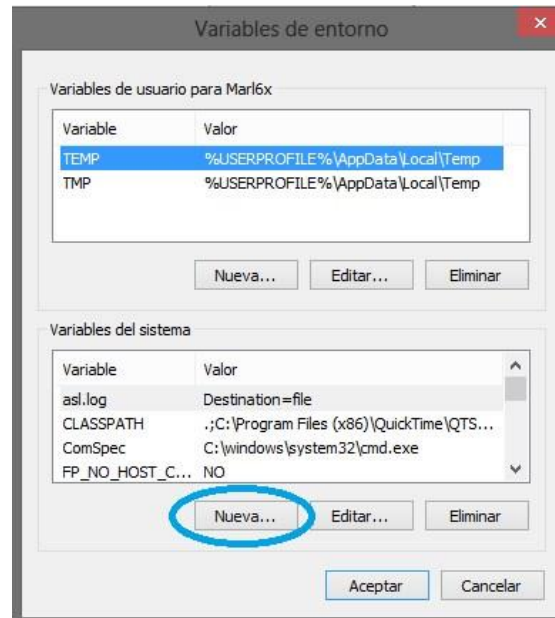 Variables de entorno
Variables de usuario para Marl6x
Variable Valor
TEMP %USERPROFILE%\AppData\Local\Temp
TMP %USERPROFILE%\AppData\Local\Temp
Nueva... Editar... Eliminar
Variables del sistema
Variable Valor
asl.log Destination=file
CLASSPATH .;C:\Program Files (x86)\QuickTime\QTS...
ComSpec C:\windows\system32\cmd.exe
FP_NO_HOST_C... NO
Nueva... Editar... Eliminar
Aceptar Cancelar